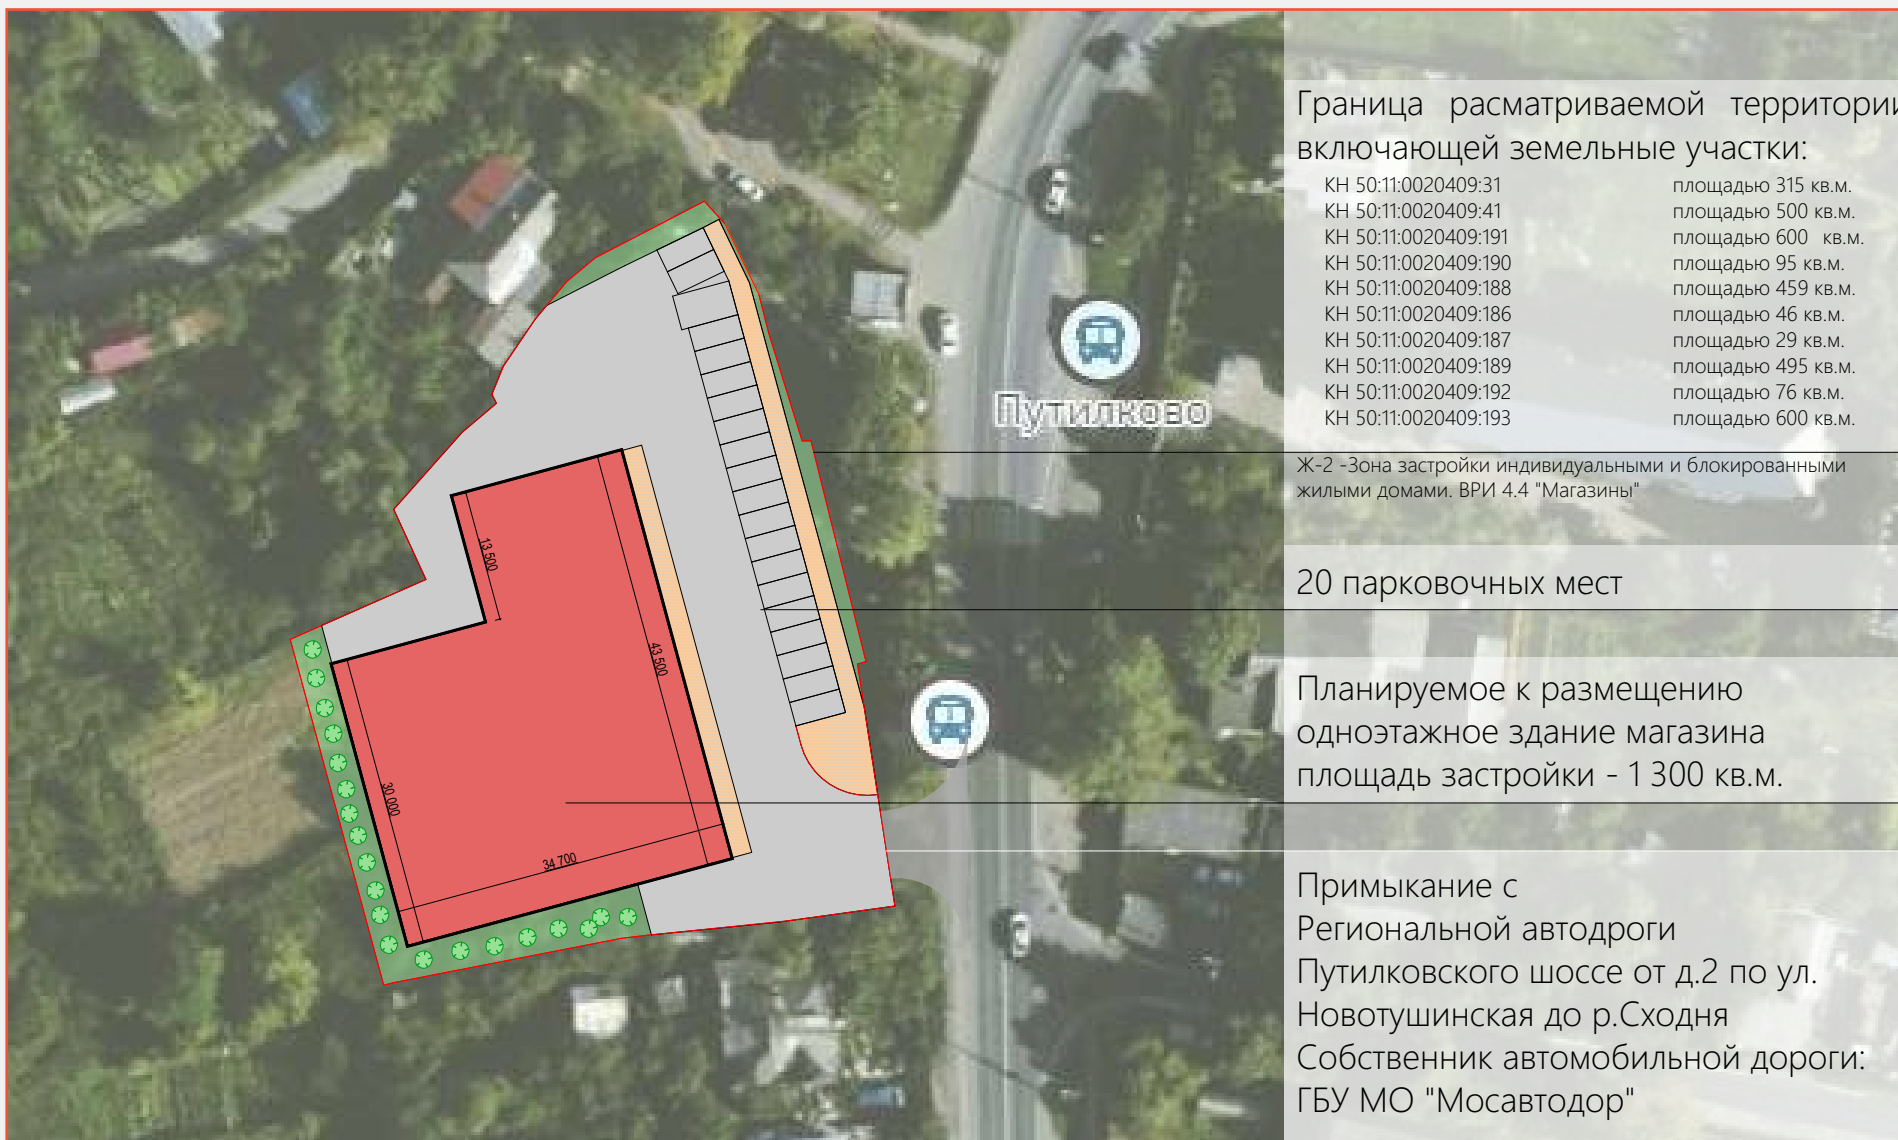 Граница расматриваемой территории
включающей земельные участки:
КН 50:11:0020409:31 площадью 315 кв.м.
КН 50:11:0020409:41 площадью 500 кв.м.
КН 50:11:0020409:191 площадью 600 кв.м.
КН 50:11:0020409:190 площадью 95 кв.м.
КН 50:11:0020409:188 площадью 459 кв.м.
КН 50:11:0020409:186 площадью 46 кв.м.
КН 50:11:0020409:187 площадью 29 кв.м.
КН 50:11:0020409:189 площадью 495 кв.м.
КН 50:11:0020409:192 площадью 76 кв.м.
КН 50:11:0020409:193 площадью 600 кв.м.
Ж-2 -Зона застройки индивидуальными и блокированными
жилыми домами. ВРИ 4.4 "Магазины"
20 парковочных мест
Планируемое к размещению
одноэтажное здание магазина
площадь застройки - 1 300 кв.м.
Примыкание с
Региональной автодроги
Путилковского шоссе от д.2 по ул.
Новотушинская до р.Сходня
Собственник автомобильной дороги:
ГБУ МО "Мосавтодор"
Путилково
13 500
43 500
30 000
34 700